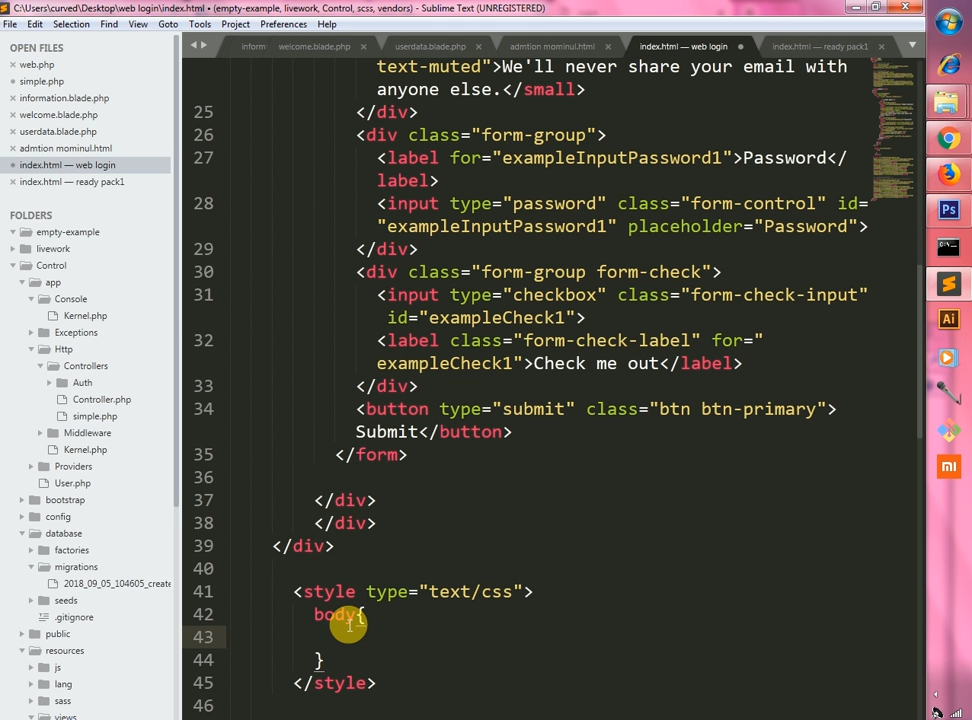 C:\Users\curved\Desktop\web login\index.html • (empty-example, livework, Control, scss, vendors) - Sublime Text (UNREGISTERED)
File Edit Selection Find View Goto Tools Project Preferences Help
OPEN FILES
web.php
simple.php
information.blade.php
welcome.blade.php
userdata.blade.php
admtion mominul.html
index.html — web login
index.html — ready pack1
FOLDERS
empty-example
livework
Control
app
Console
Kernel.php
Exceptions
Http
Controllers
Auth
Controller.php
simple.php
Middleware
Kernel.php
Providers
User.php
bootstrap
config
database
factories
migrations
2018_09_05_104605_create
seeds
.gitignore
public
resources
js
lang
sass
views
inform welcome.blade.php userdata.blade.php admtion mominul.html index.html — web login index.html — ready pack1
text-muted">We'll never share your email with
anyone else.</small>
25 </div>
26 <div class="form-group">
27 <label for="exampleInputPassword1">Password</
label>
28 <input type="password" class="form-control" id=
"exampleInputPassword1" placeholder="Password">
29 </div>
30 <div class="form-group form-check">
31 <input type="checkbox" class="form-check-input"
id="exampleCheck1">
32 <label class="form-check-label" for="
exampleCheck1">Check me out</label>
33 </div>
34 <button type="submit" class="btn btn-primary">
Submit</button>
35 </form>
36
37 </div>
38 </div>
39 </div>
40
41 <style type="text/css">
42 body{
43
44 }
45 </style>
46
Ps
Ai
mi